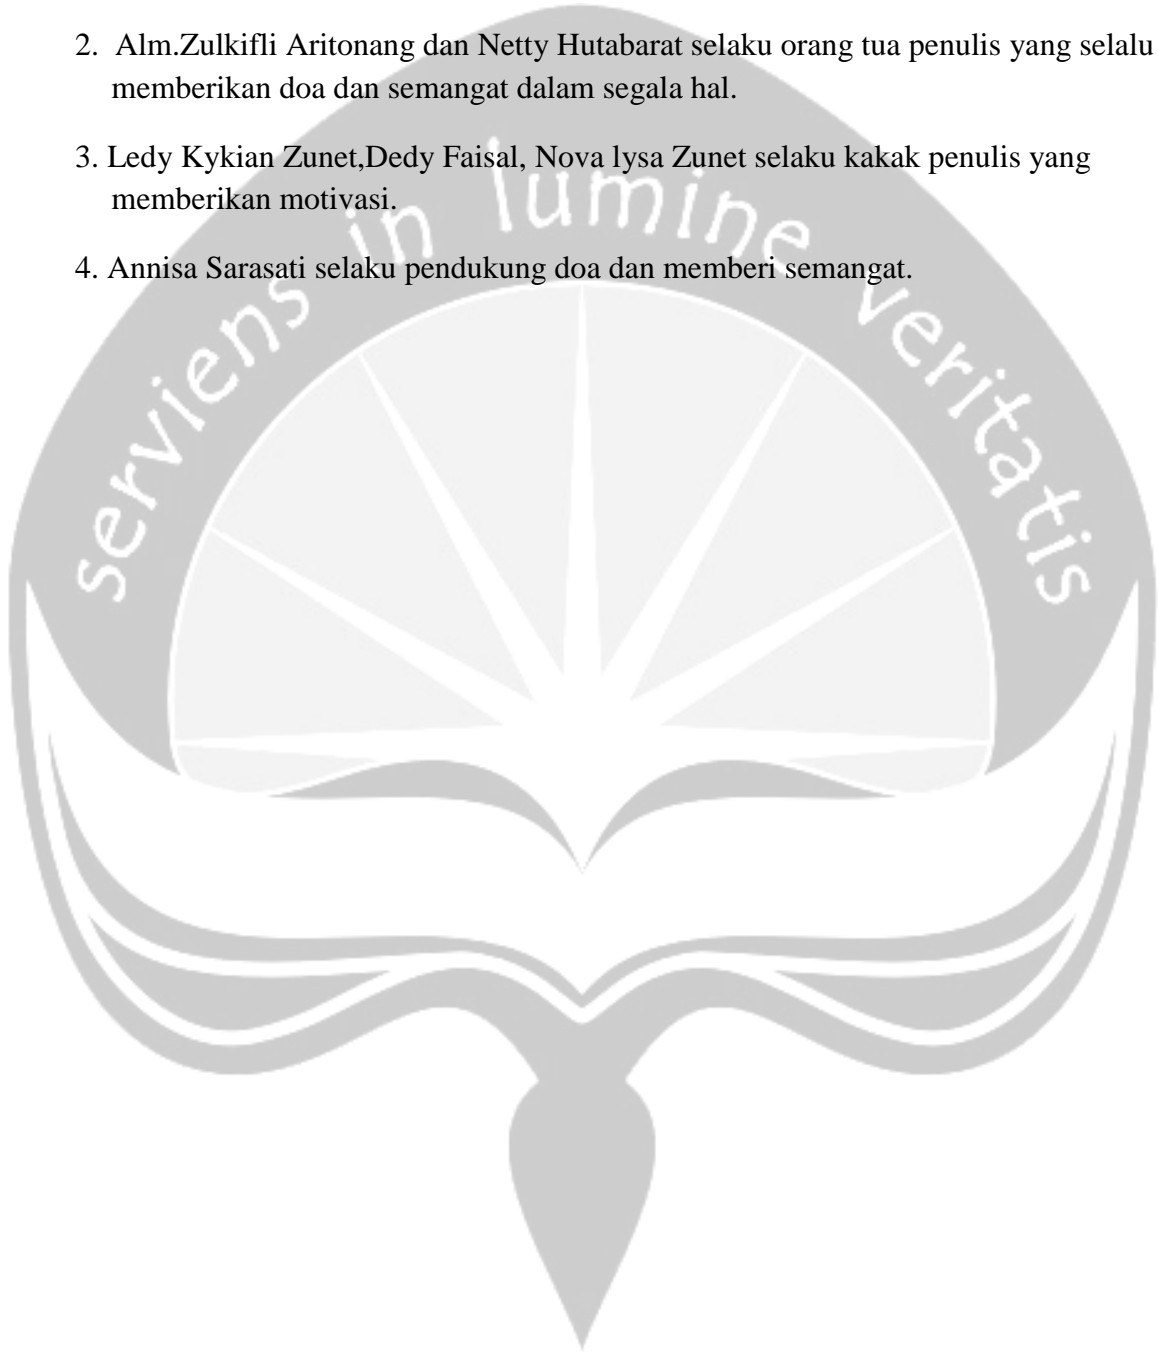 2. Alm.Zulkifli Aritonang dan Netty Hutabarat selaku orang tua penulis yang selalu
memberikan doa dan semangat dalam segala hal.
3. Ledy Kykian Zunet,Dedy Faisal, Nova lysa Zunet selaku kakak penulis yang
memberikan motivasi.
4. Annisa Sarasati selaku pendukung doa dan memberi semangat.
serviens in lumine veritatis